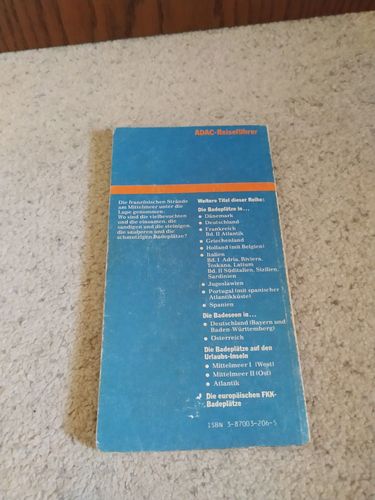 ADAC-Reiseführer
Die französischen Strände
am Mittelmeer unter die
Lupe genommen:
Wo sind die vielbesuchten
und die einsamen, die
sandigen und die steinigen,
die sauberen und die
schmutzigen Badeplätze?
Weitere Titel dieser Reihe:
Die Badeplätze in...
Dänemark
Deutschland
Frankreich
Bd. II Atlantik
Griechenland
Holland (mit Belgien)
Italien
Bd. I Adria, Riviera,
Toskana, Latium
Bd. II Süditalien, Sizilien,
Sardinien
Jugoslawien
Portugal (mit spanischer
Atlantikküste)
Spanien
Die Badeseen in...
Deutschland (Bayern und
Baden-Württemberg)
Österreich
Die Badeplätze auf den
Urlaubs-Inseln
Mittelmeer I (West)
Mittelmeer II (Ost)
Atlantik
Die europäischen FKK-
Badeplätze
ISBN 3-87003-206-5